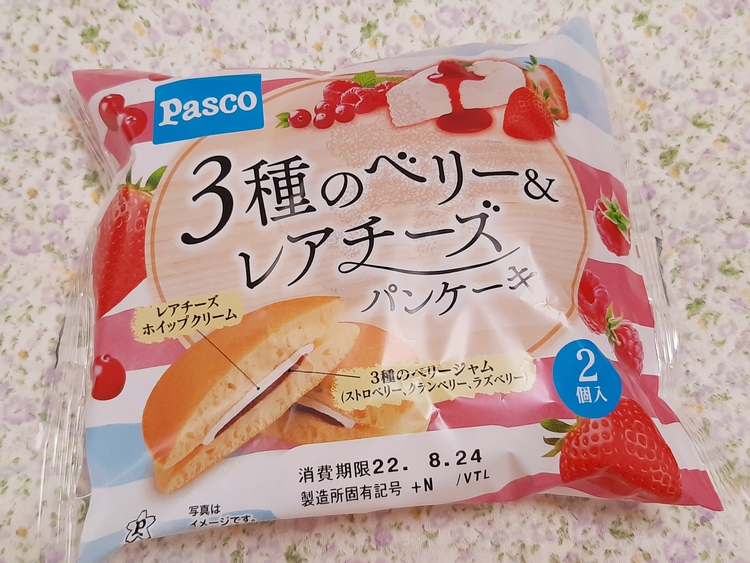 Pasco
3種のベリー&
レアチーズ
パンケーキ
レアチーズ
ホイップクリーム
3種のベリージャム
(ストロベリー、クランベリー、ラズベリー)
2
個入
消費期限22. 8.24
製造所固有記号 +N /VTL
写真は
イメージです。